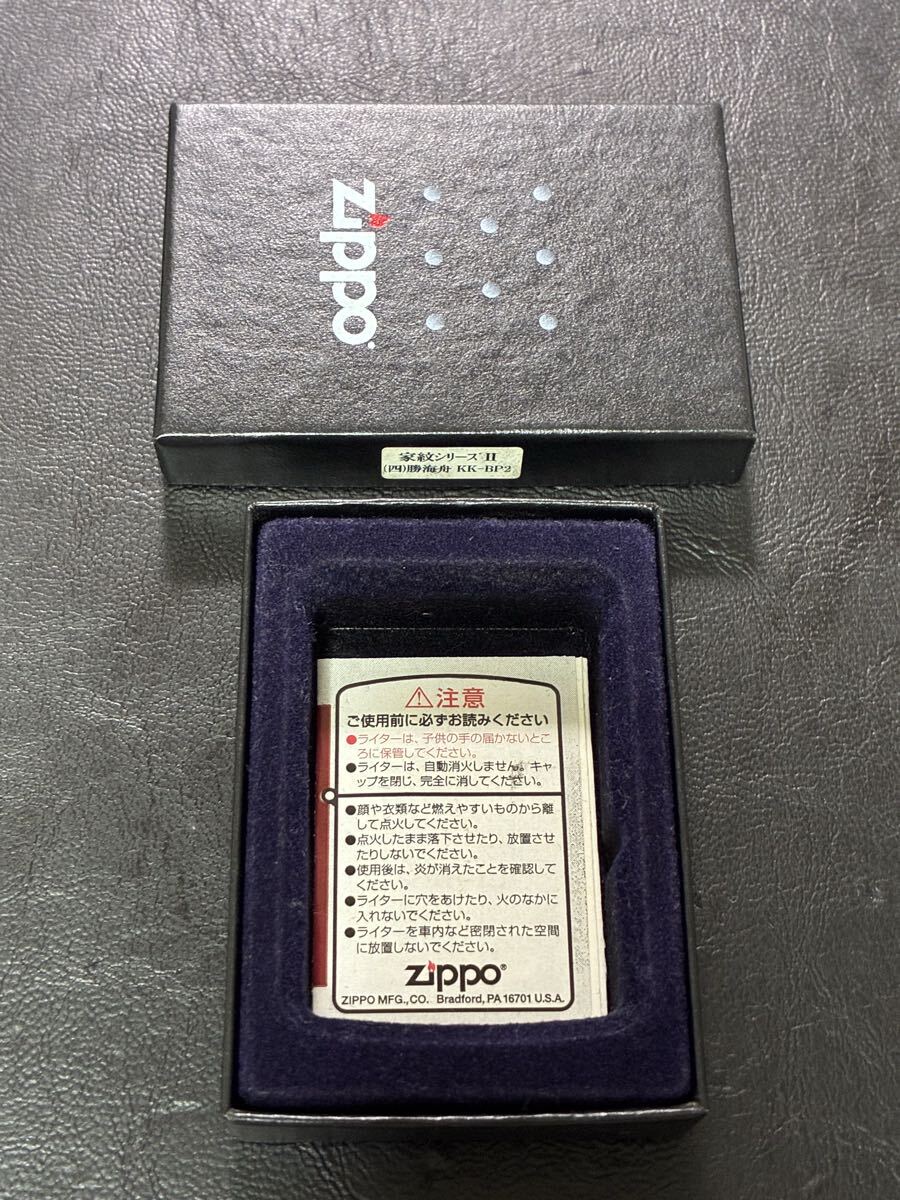 zippo
家紋シリーズ II
(四)勝海舟 KK-BP2
注意
ご使用前に必ずお読みください
●ライターは、子供の手の届かないとこ
ろに保管してください。
●ライターは、自動消火しません。キャ
ップを閉じ、完全に消してください。
●顔や衣類など燃えやすいものから離
して点火してください。
●点火したまま落下させたり、放置させ
たりしないでください。
●使用後は、炎が消えたことを確認して
ください。
●ライターに穴をあけたり、火のなかに
入れないでください。
●ライターを車内など密閉された空間
に放置しないでください。
zippo®
ZIPPO MFG.,CO. Bradford, PA 16701 U.S.A.